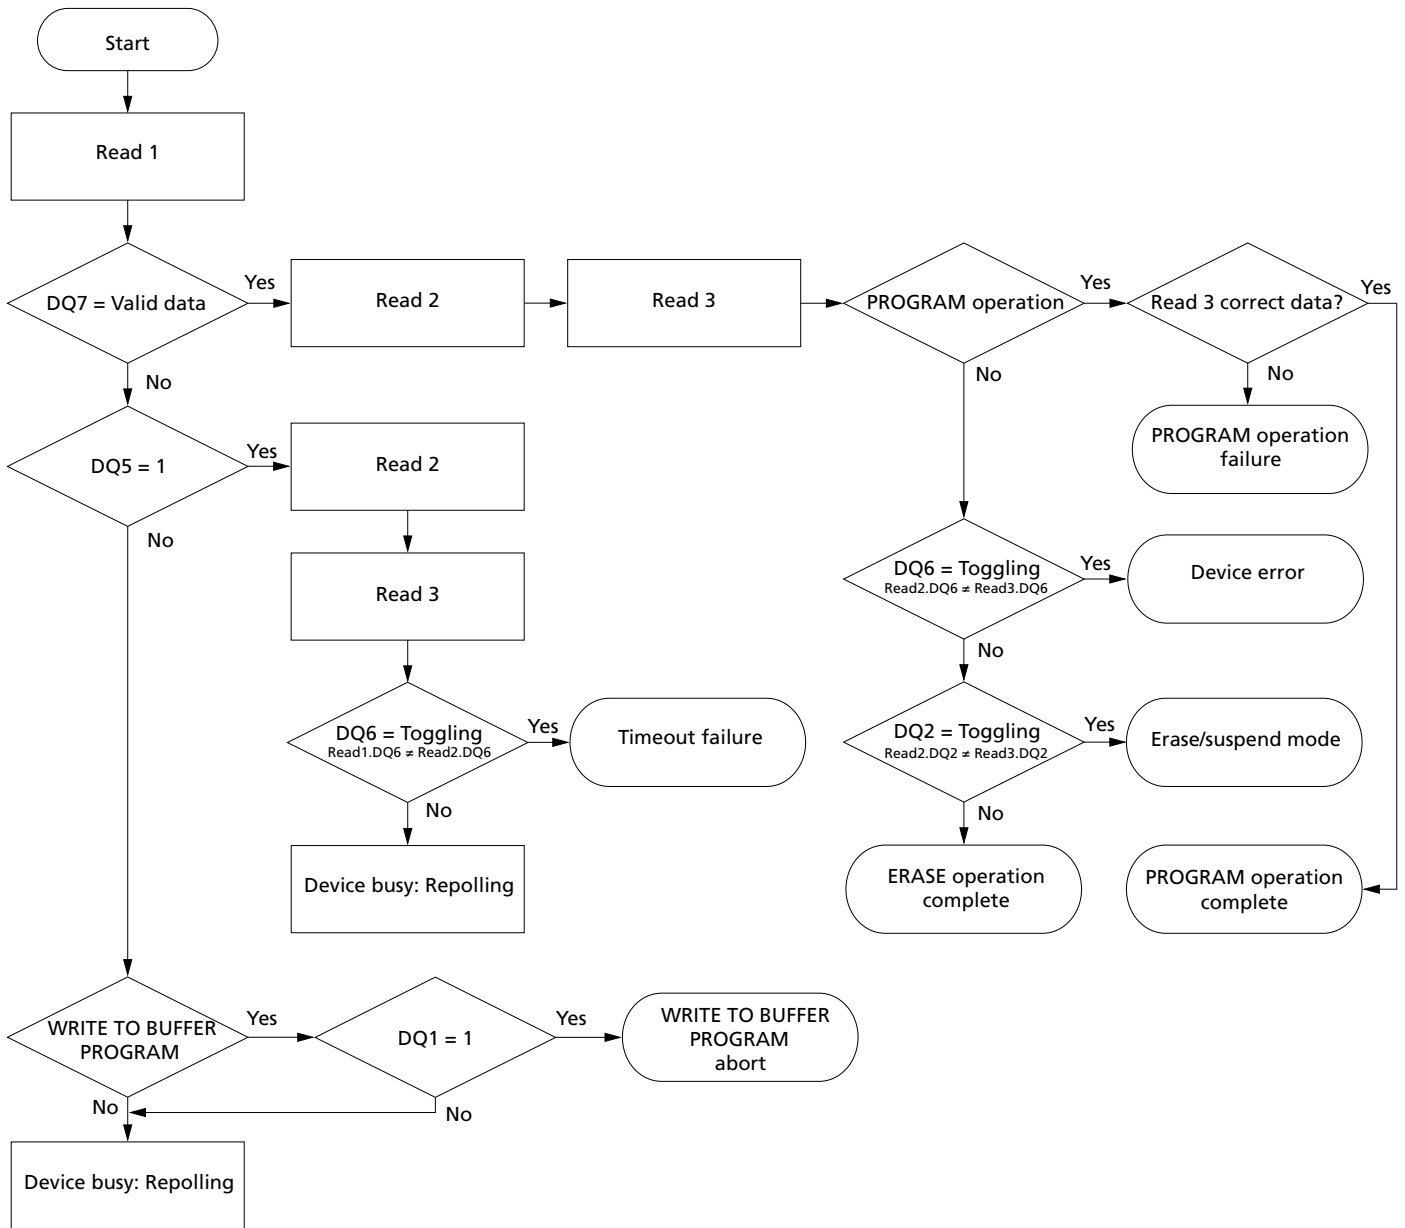 Start
Read 1
DQ7 = Valid data
Yes
No
Read 2
Read 3
PROGRAM operation
Yes
No
Read 3 correct data?
Yes
No
PROGRAM operation
failure
DQ5 = 1
Yes
No
Read 2
Read 3
DQ6 = Toggling
Read1.DQ6 ≠ Read2.DQ6
Yes
No
Timeout failure
Device busy: Repolling
DQ6 = Toggling
Read2.DQ6 ≠ Read3.DQ6
Yes
No
Device error
DQ2 = Toggling
Read2.DQ2 ≠ Read3.DQ2
Yes
No
Erase/suspend mode
ERASE operation
complete
PROGRAM operation
complete
WRITE TO BUFFER
PROGRAM
Yes
No
DQ1 = 1
Yes
No
WRITE TO BUFFER
PROGRAM
abort
Device busy: Repolling